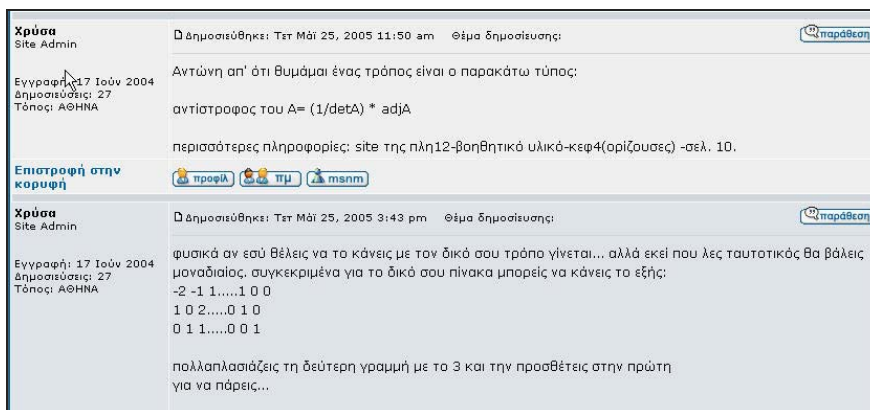 Χρύσα
Site Admin
Εγγραφή: 17 Ιούν 2004
Δημοσιεύσεις: 27
Τόπος: ΑΘΗΝΑ
Δημοσιεύθηκε: Τετ Μάϊ 25, 2005 11:50 am Θέμα δημοσίευσης:
παράθεση
Αντώνη απ' ότι θυμάμαι ένας τρόπος είναι ο παρακάτω τύπος:
αντίστροφος του Α= (1/detA) * adjA
περισσότερες πληροφορίες: site της πλη12-βοηθητικό υλικό-κεφ4(ορίζουσες) -σελ. 10.
Επιστροφή στην
κορυφή
προφίλ πμ msnm
Χρύσα
Site Admin
Εγγραφή: 17 Ιούν 2004
Δημοσιεύσεις: 27
Τόπος: ΑΘΗΝΑ
Δημοσιεύθηκε: Τετ Μάϊ 25, 2005 3:43 pm Θέμα δημοσίευσης:
παράθεση
φυσικά αν εσύ θέλεις να το κάνεις με τον δικό σου τρόπο γίνεται... αλλά εκεί που λες ταυτοτικός θα βάλεις
μοναδιαίος. συγκεκριμένα για το δικό σου πίνακα μπορείς να κάνεις το εξής:
-2 -1 1.....1 0 0
1 0 2.....0 1 0
0 1 1.....0 0 1
πολλαπλασιάζεις τη δεύτερη γραμμή με το 3 και την προσθέτεις στην πρώτη
για να πάρεις...